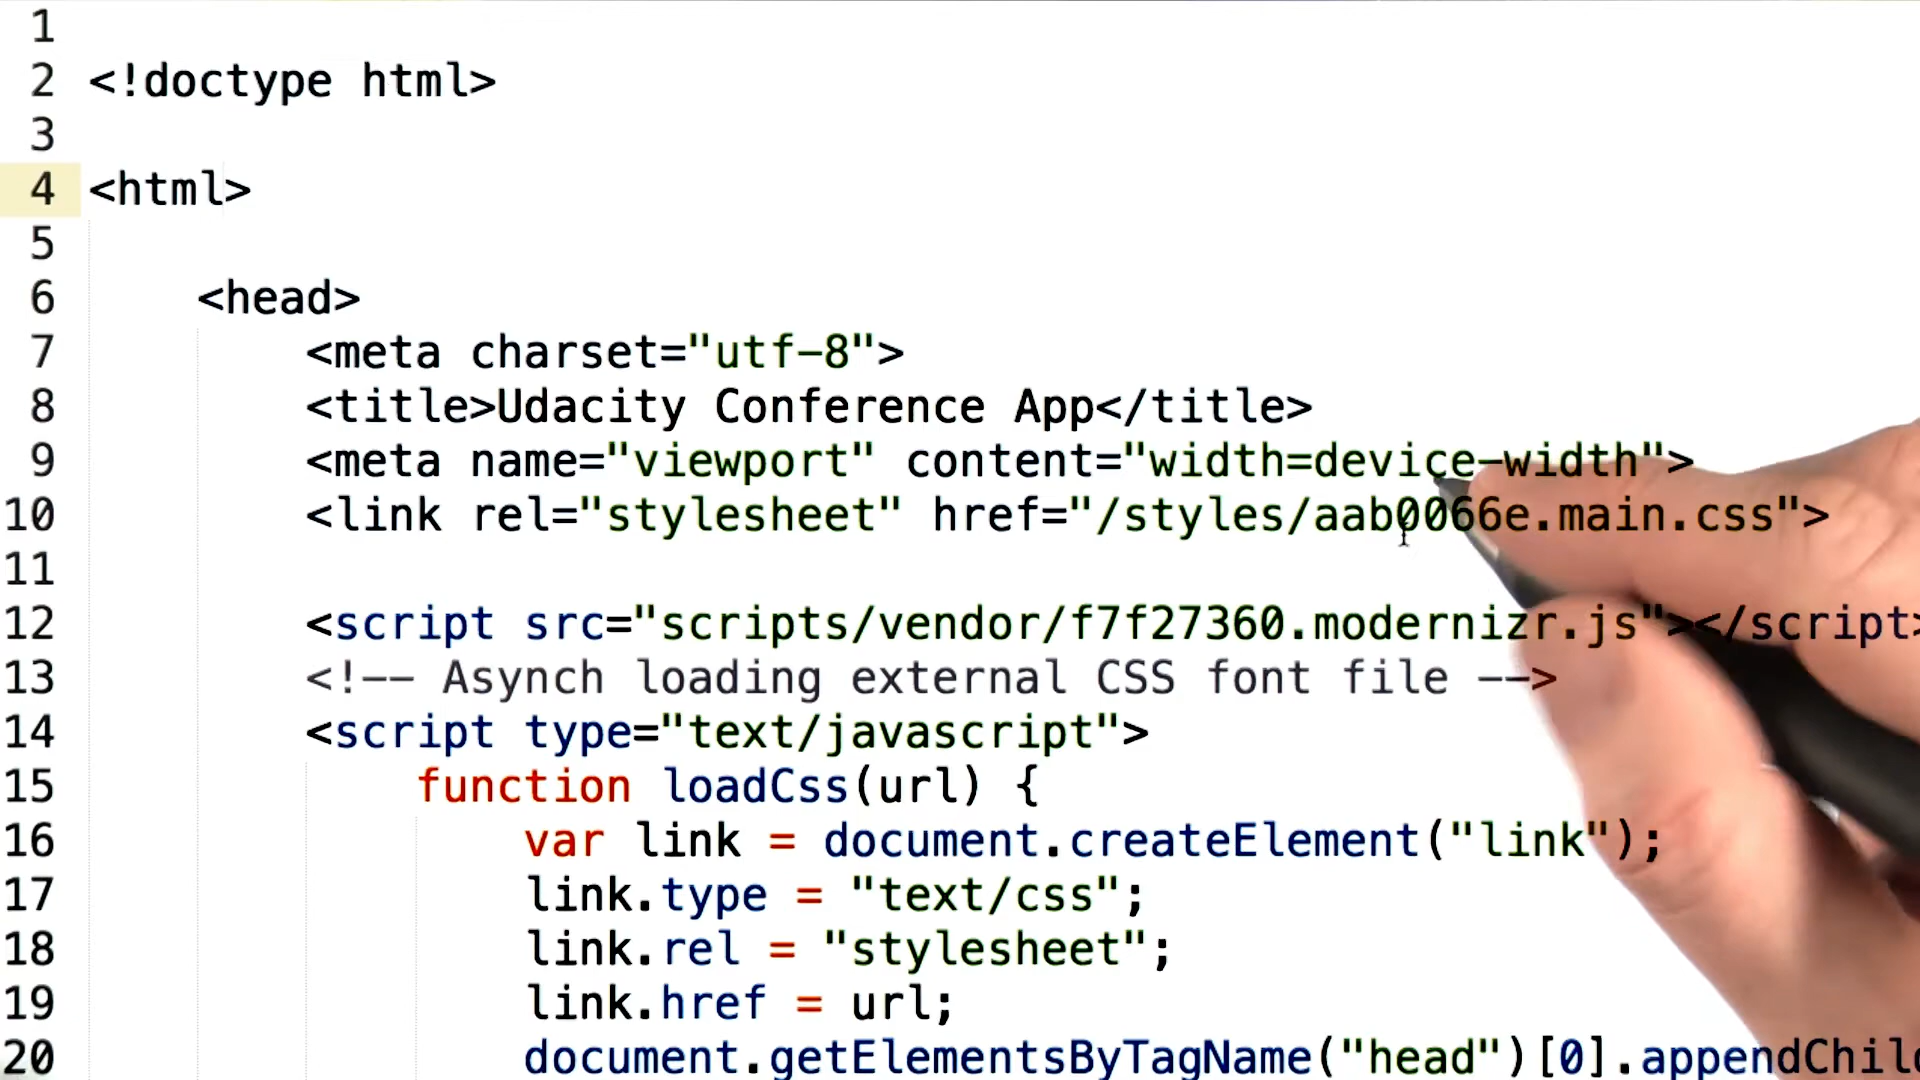 1
2 <!doctype html>
3
4 <html>
5
6 <head>
7 <meta charset="utf-8">
8 <title>Udacity Conference App</title>
9 <meta name="viewport" content="width=device-width">
10 <link rel="stylesheet" href="/styles/aab0066e.main.css">
11
12 <script src="scripts/vendor/f7f27360.modernizr.js"></script>
13 <!-- Asynch loading external CSS font file -->
14 <script type="text/javascript">
15 function loadCss(url) {
16 var link = document.createElement("link");
17 link.type = "text/css";
18 link.rel = "stylesheet";
19 link.href = url;
20 document.getElementsByTagName("head")[0].appendChil